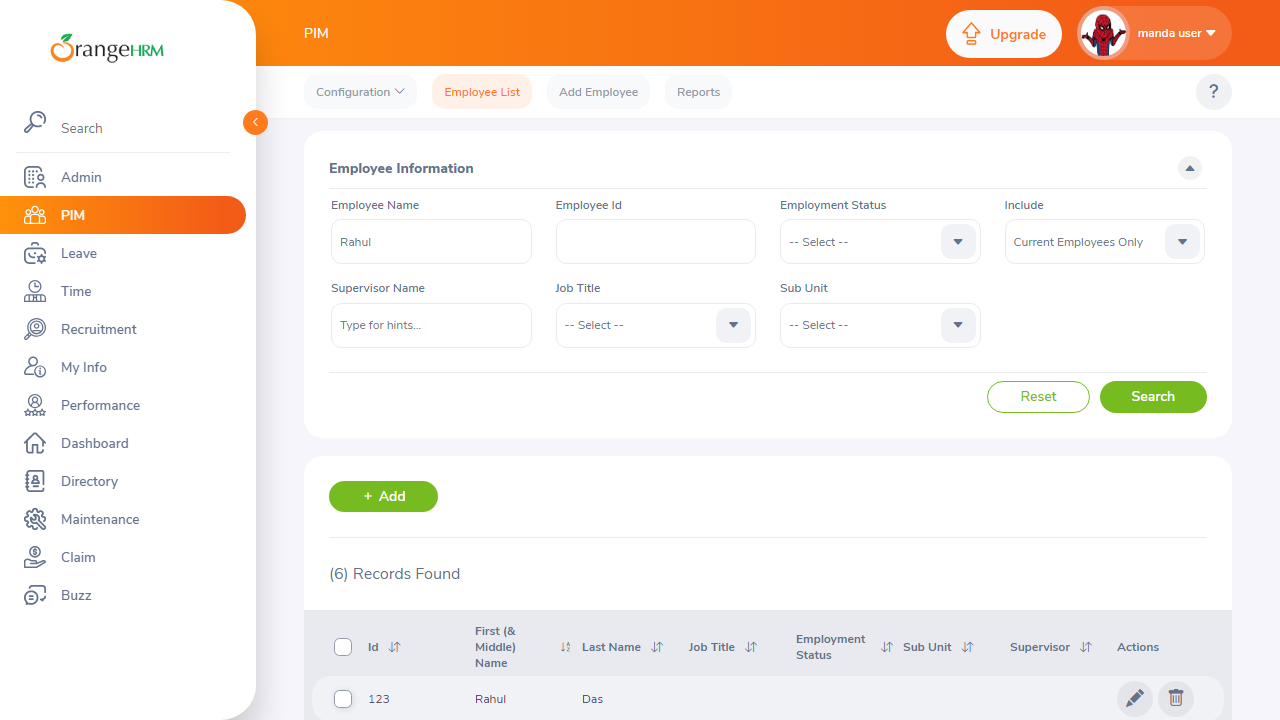 OrangeHRM
PIM
Upgrade
manda user
Configuration
Employee List
Add Employee
Reports
?
Search
Admin
PIM
Leave
Time
Recruitment
My Info
Performance
Dashboard
Directory
Maintenance
Claim
Buzz
Employee Information
Employee Name
Employee Id
Employment Status
Include
Rahul
-- Select --
Current Employees Only
Supervisor Name
Job Title
Sub Unit
Type for hints...
-- Select --
-- Select --
Reset
Search
+ Add
(6) Records Found
Id
First (&
Middle)
Name
Last Name
Job Title
Employment
Status
Sub Unit
Supervisor
Actions
123
Rahul
Das